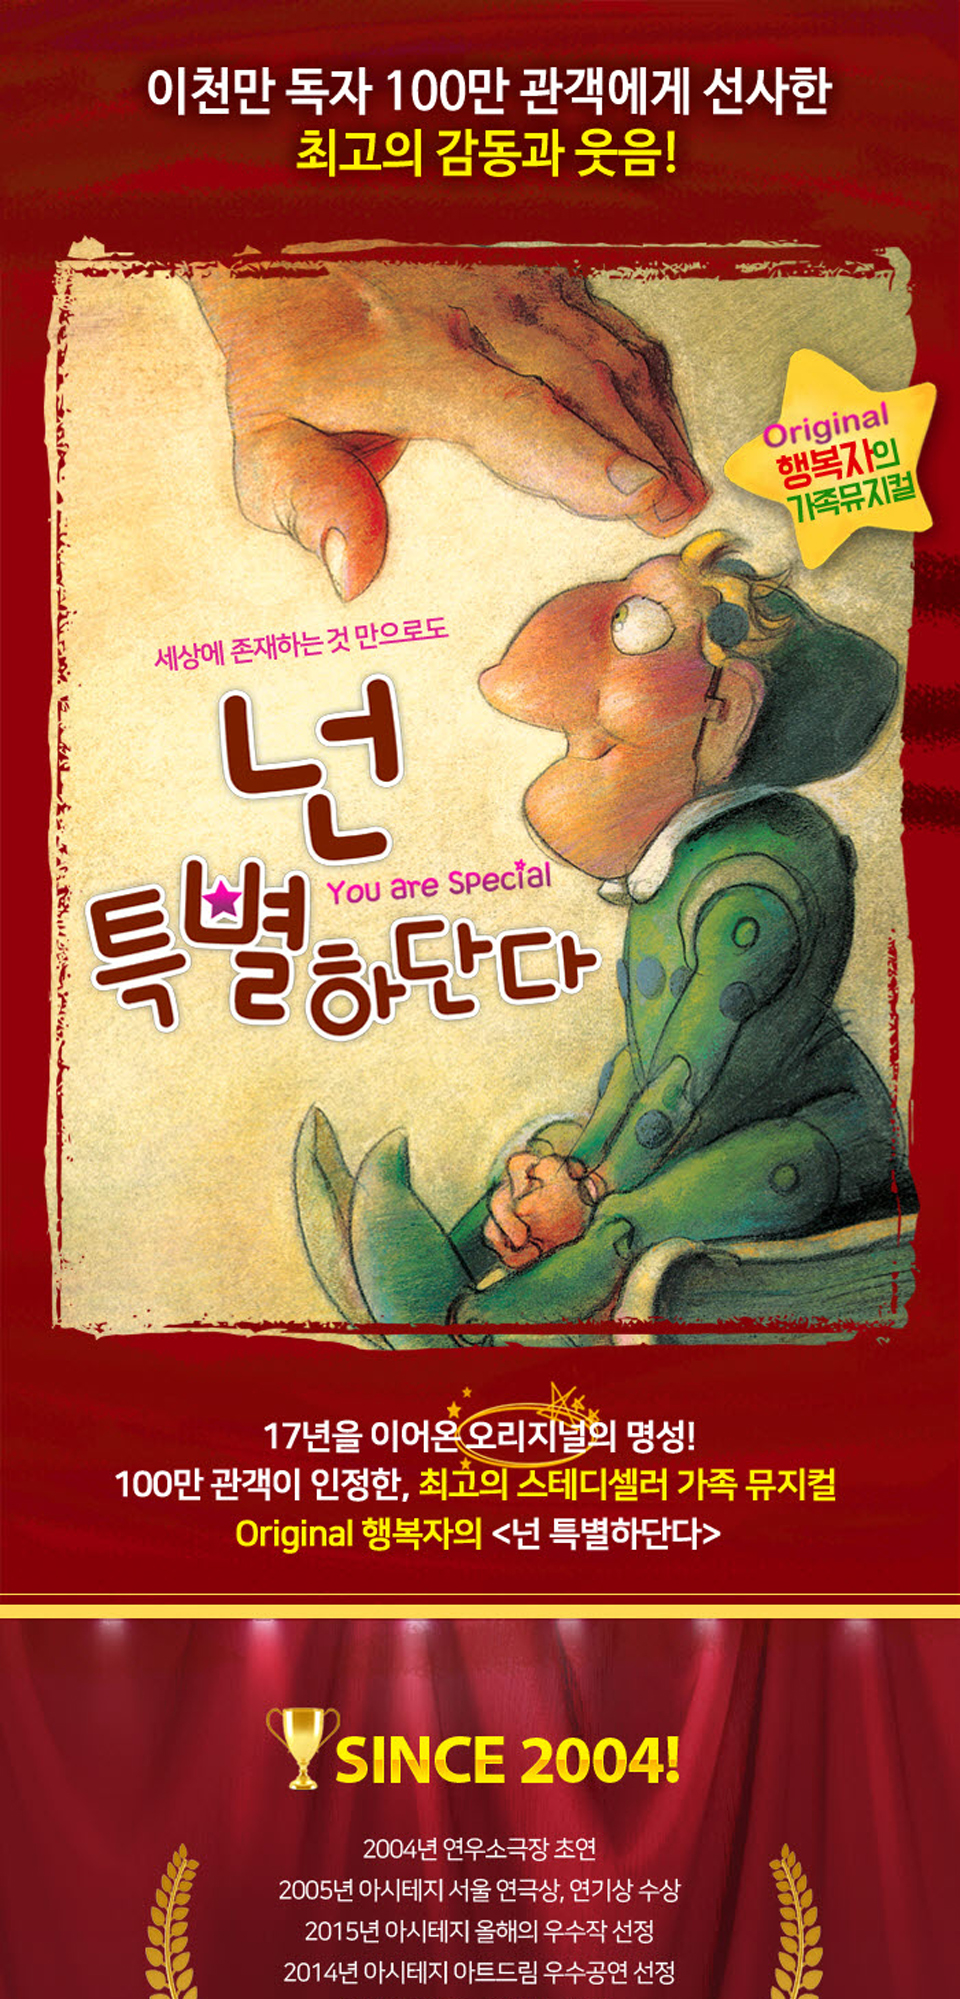 이천만 독자 100만 관객에게 선사한
최고의 감동과 웃음!
Original
행복자의
가족뮤지컬
세상에 존재하는 것 만으로도
넌
특별하단다
You are Special
17년을 이어온 오리지널의 명성!
100만 관객이 인정한, 최고의 스테디셀러 가족 뮤지컬
Original 행복자의 <넌 특별하단다>
SINCE 2004!
2004년 연우소극장 초연
2005년 아시테지 서울 연극상, 연기상 수상
2015년 아시테지 올해의 우수작 선정
2014년 아시테지 아트드림 우수공연 선정